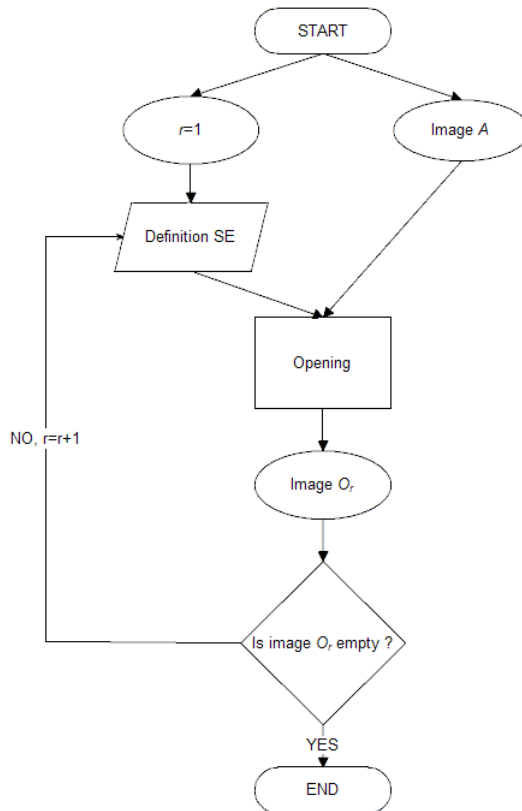 START
r=1
Image A
Definition SE
Opening
NO, r=r+1
Image Or
Is image Or empty ?
YES
END